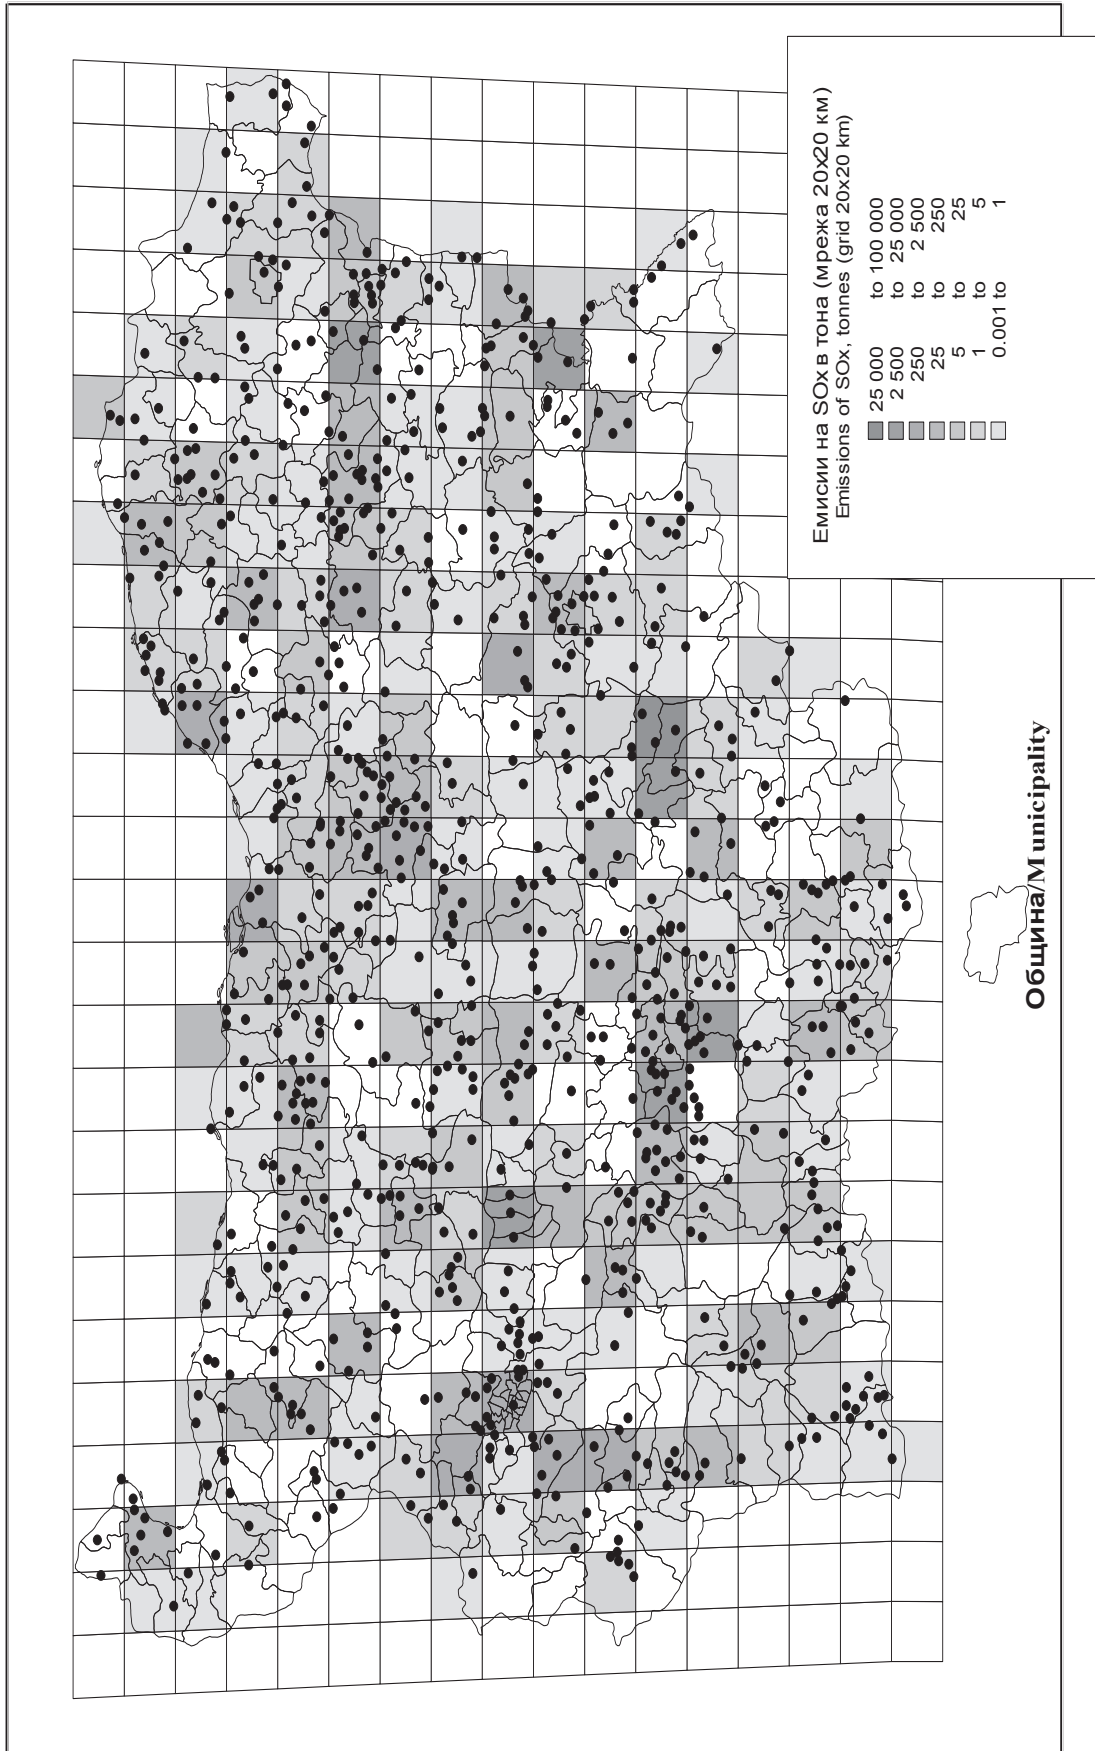 Емисии на SOx в тона (мрежа 20x20 км)
Emissions of SOx, tonnes (grid 20x20 km)
25 000 to 100 000
2 500 to 25 000
250 to 2 500
25 to 250
5 to 25
1 to 5
0.001 to 1
Община/Municipality